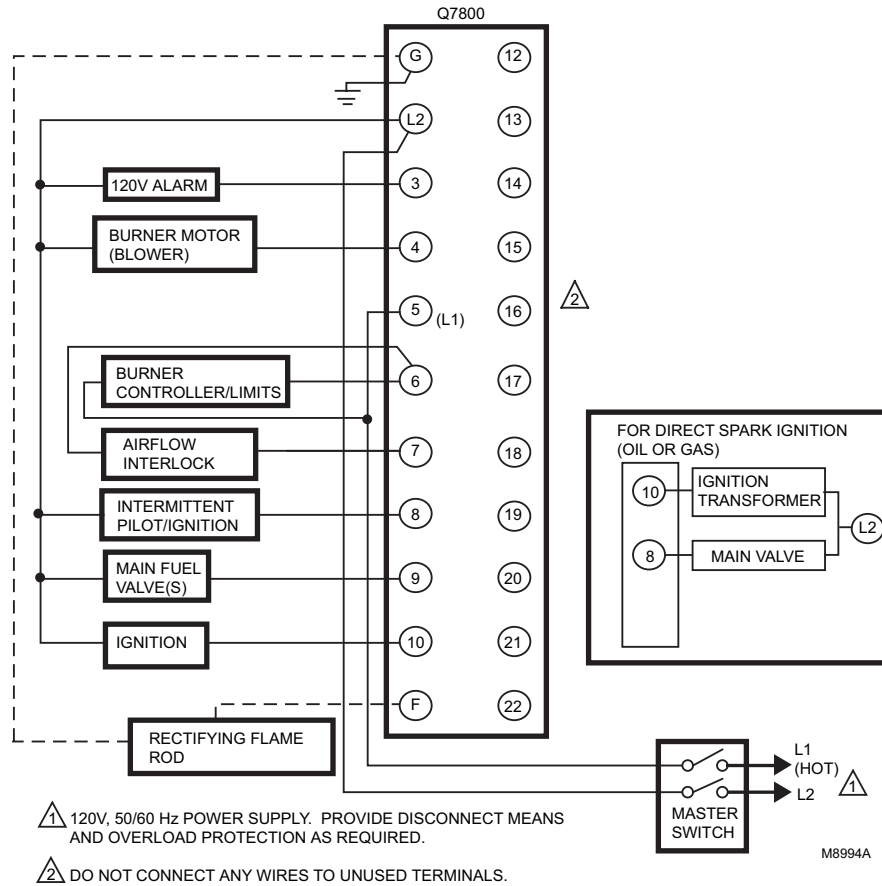 Q7800
G
12
L2
13
120V ALARM
3
14
BURNER MOTOR
(BLOWER)
4
15
5
(L1)
16
2
BURNER
CONTROLLER/LIMITS
6
17
AIRFLOW
INTERLOCK
7
18
INTERMITTENT
PILOT/IGNITION
8
19
MAIN FUEL
VALVE(S)
9
20
IGNITION
10
21
F
22
RECTIFYING FLAME
ROD
FOR DIRECT SPARK IGNITION
(OIL OR GAS)
10
IGNITION
TRANSFORMER
L2
8
MAIN VALVE
L1
(HOT)
L2
1
MASTER
SWITCH
1 120V, 50/60 Hz POWER SUPPLY. PROVIDE DISCONNECT MEANS
AND OVERLOAD PROTECTION AS REQUIRED.
2 DO NOT CONNECT ANY WIRES TO UNUSED TERMINALS.
M8994A